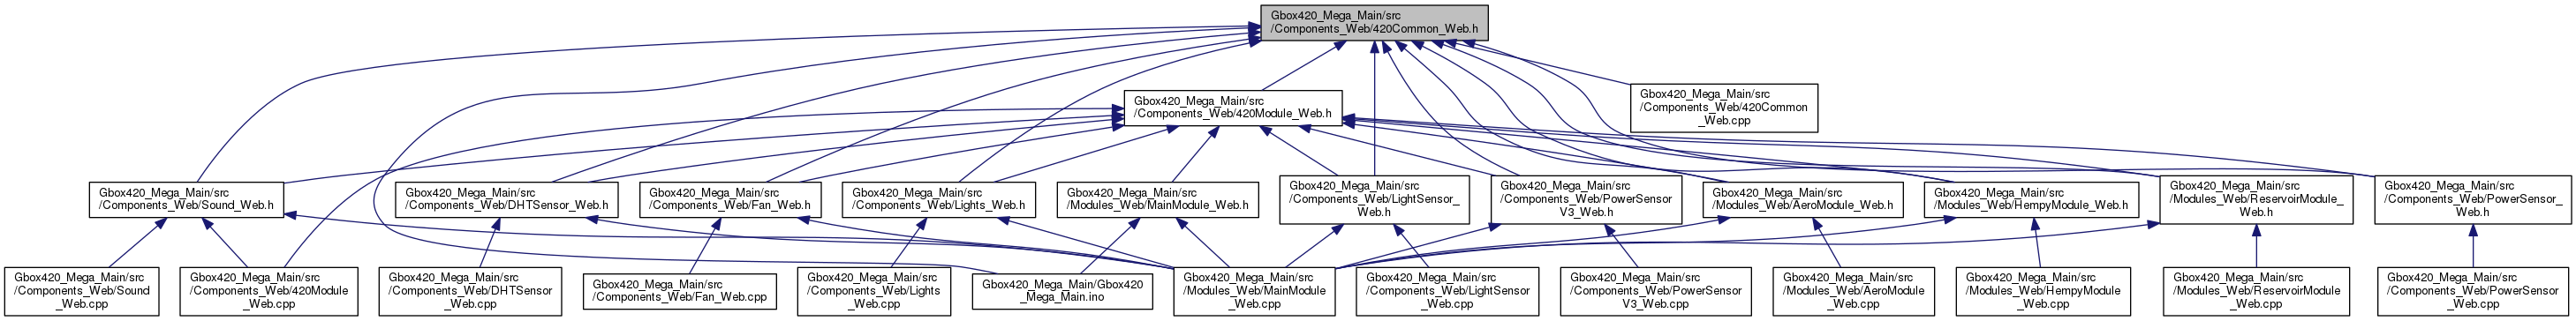 Gbox420_Mega_Main/src
/Components_Web/420Common_Web.h
Gbox420_Mega_Main/src
/Components_Web/420Common
_Web.cpp
Gbox420_Mega_Main/src
/Components_Web/420Module_Web.h
Gbox420_Mega_Main/src
/Components_Web/Sound_Web.h
Gbox420_Mega_Main/src
/Components_Web/DHTSensor_Web.h
Gbox420_Mega_Main/src
/Components_Web/Fan_Web.h
Gbox420_Mega_Main/src
/Components_Web/Lights_Web.h
Gbox420_Mega_Main/src
/Modules_Web/MainModule_Web.h
Gbox420_Mega_Main/src
/Components_Web/LightSensor_
Web.h
Gbox420_Mega_Main/src
/Components_Web/PowerSensor
V3_Web.h
Gbox420_Mega_Main/src
/Modules_Web/AeroModule_Web.h
Gbox420_Mega_Main/src
/Modules_Web/HempyModule_Web.h
Gbox420_Mega_Main/src
/Modules_Web/ReservoirModule_
Web.h
Gbox420_Mega_Main/src
/Components_Web/PowerSensor_
Web.h
Gbox420_Mega_Main/src
/Components_Web/Sound
_Web.cpp
Gbox420_Mega_Main/src
/Components_Web/420Module
_Web.cpp
Gbox420_Mega_Main/src
/Components_Web/DHTSensor
_Web.cpp
Gbox420_Mega_Main/src
/Components_Web/Fan_Web.cpp
Gbox420_Mega_Main/src
/Components_Web/Lights
_Web.cpp
Gbox420_Mega_Main/Gbox420
_Mega_Main.ino
Gbox420_Mega_Main/src
/Modules_Web/MainModule
_Web.cpp
Gbox420_Mega_Main/src
/Components_Web/LightSensor
_Web.cpp
Gbox420_Mega_Main/src
/Components_Web/PowerSensor
V3_Web.cpp
Gbox420_Mega_Main/src
/Modules_Web/AeroModule
_Web.cpp
Gbox420_Mega_Main/src
/Modules_Web/HempyModule
_Web.cpp
Gbox420_Mega_Main/src
/Modules_Web/ReservoirModule
_Web.cpp
Gbox420_Mega_Main/src
/Components_Web/PowerSensor
_Web.cpp